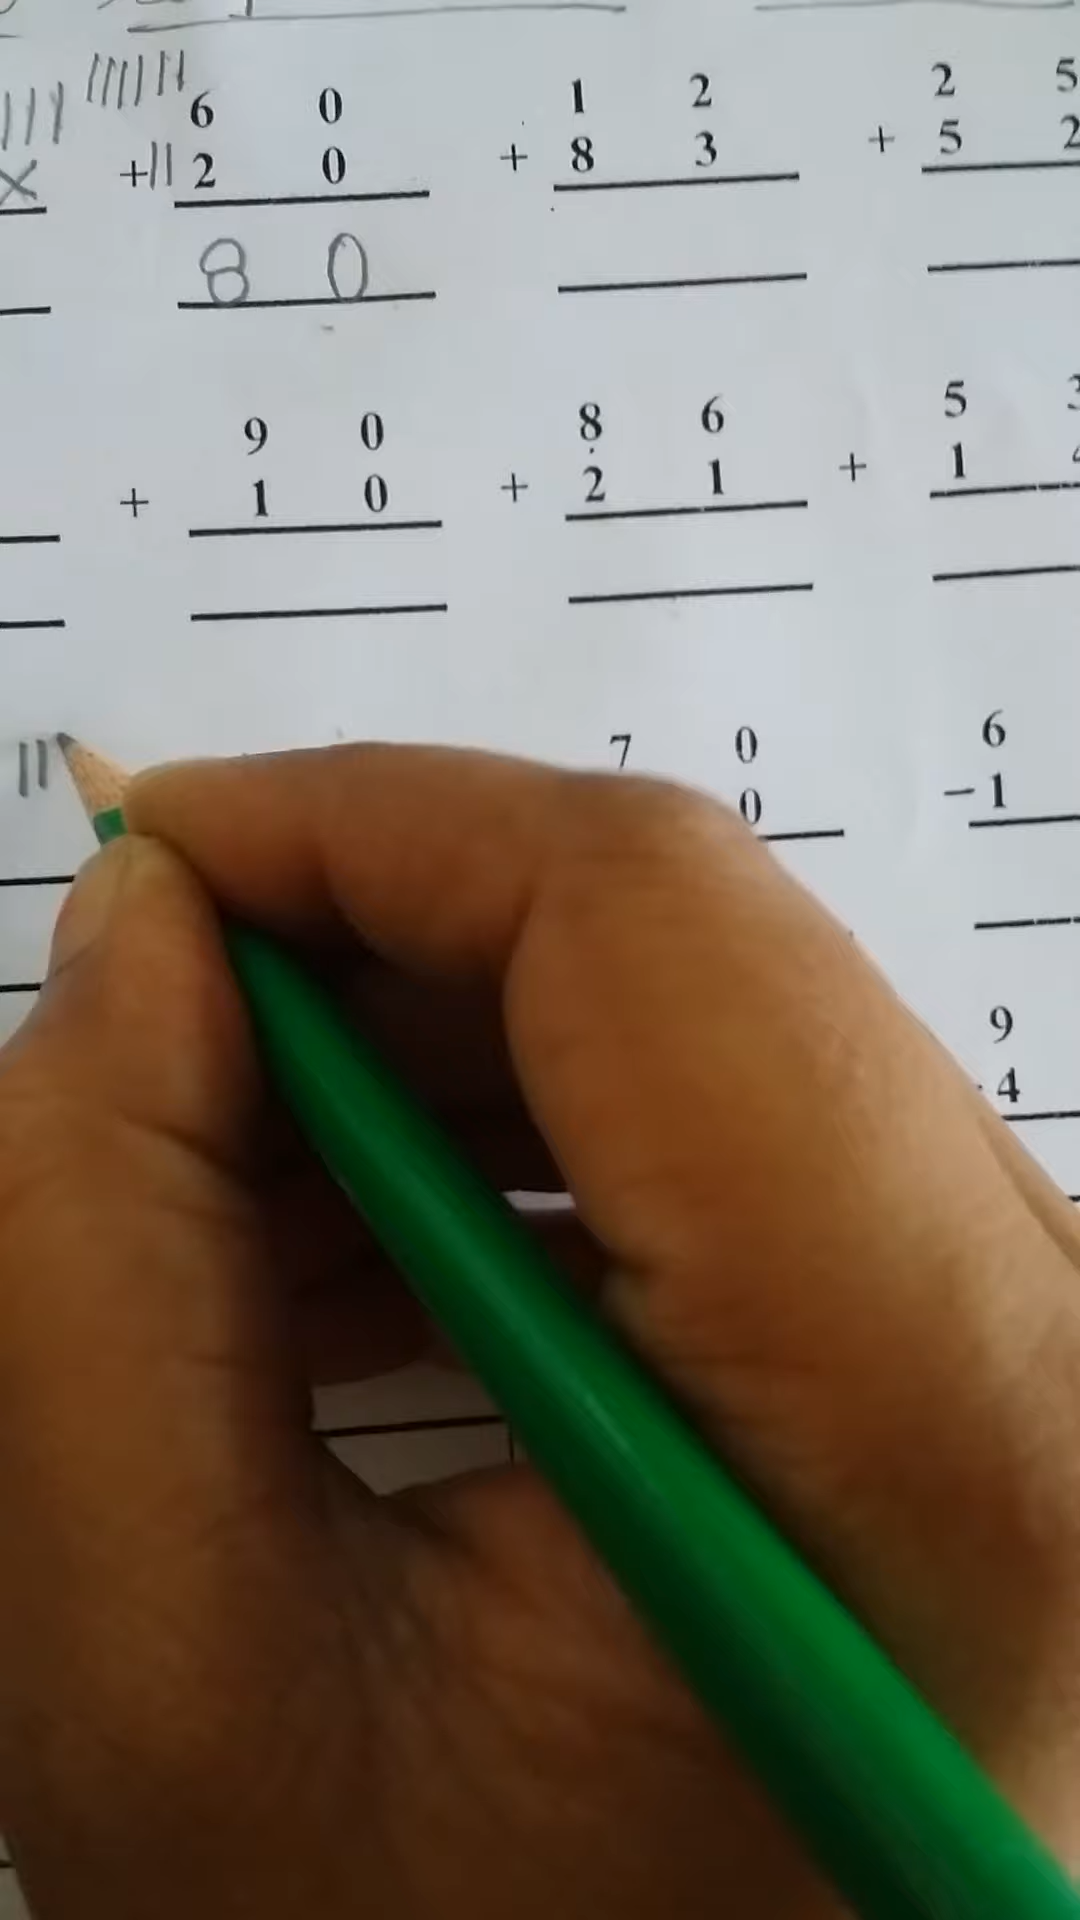 6 0 1 2 2 5
+ 2 0 + 8 3 + 5 2
8 0
9 0 8 6 5 3
+ 1 0 + 2 1 + 1
7 0 6
0 - 1
9
4